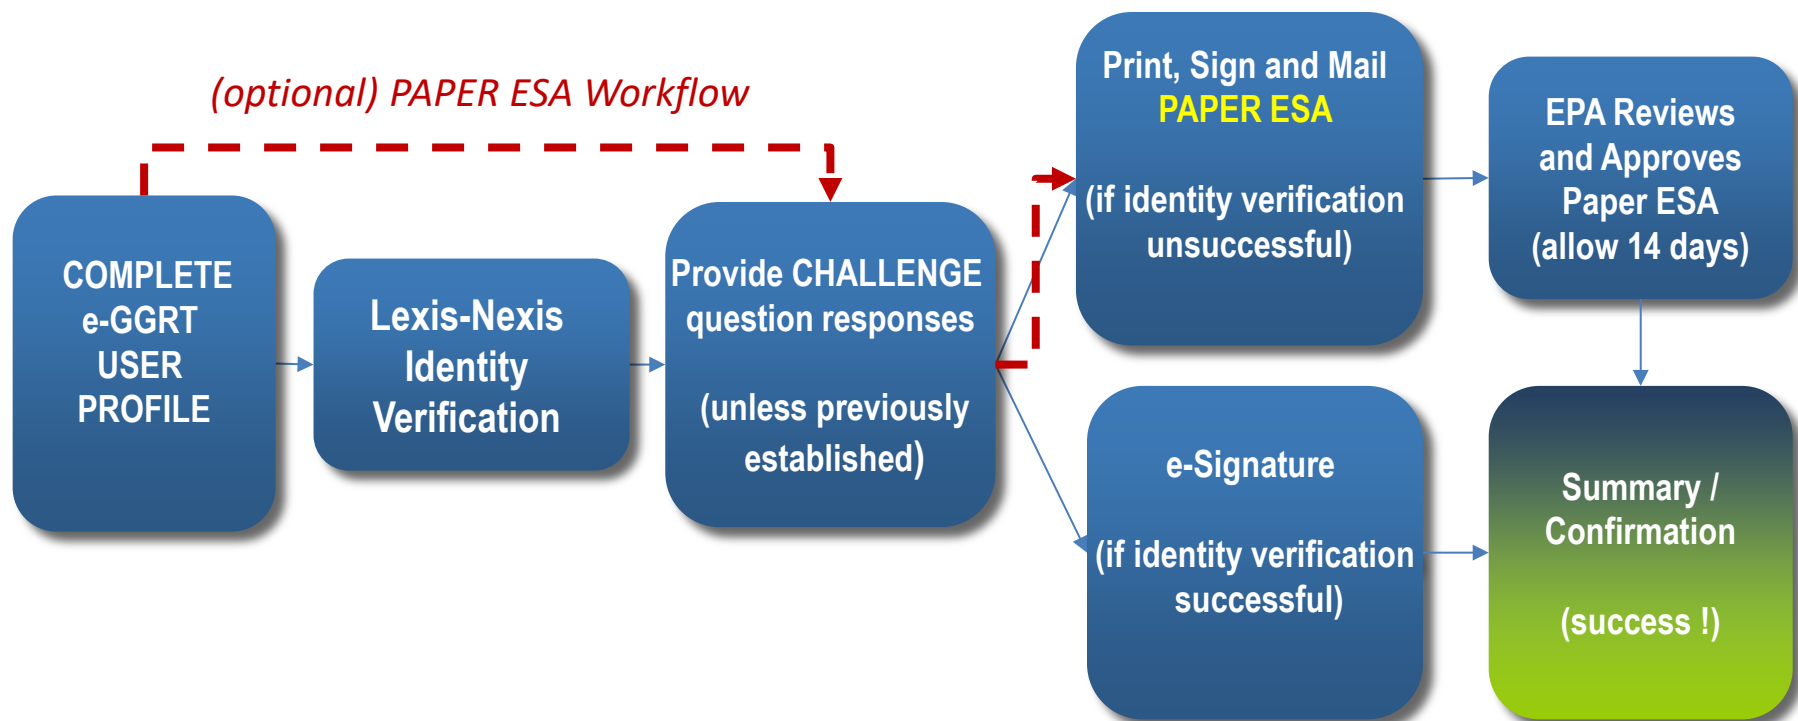 (optional) PAPER ESA Workflow
COMPLETE
e-GGRT
USER
PROFILE
Lexis-Nexis
Identity
Verification
Provide CHALLENGE
question responses
(unless previously
established)
Print, Sign and Mail
PAPER ESA
(if identity verification
unsuccessful)
EPA Reviews
and Approves
Paper ESA
(allow 14 days)
e-Signature
(if identity verification
successful)
Summary /
Confirmation
(success !)